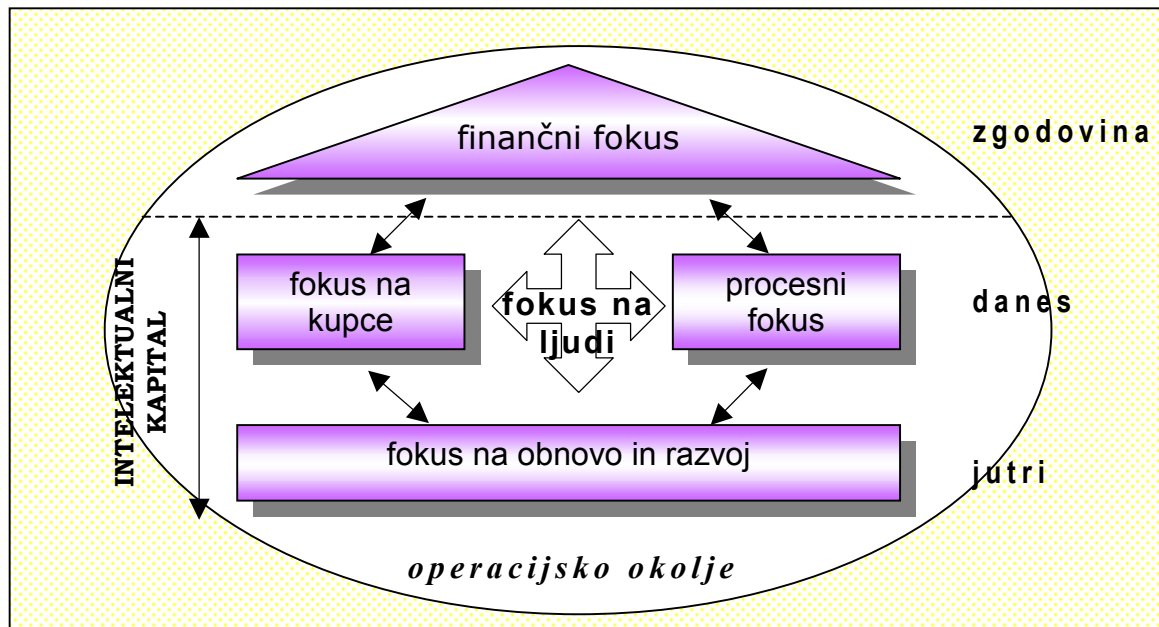 finančni fokus
zgodovina
INTELEKTUALNI
KAPITAL
fokus na
kupce
fokus na
ljudi
procesni
fokus
danes
fokus na obnovo in razvoj
jutri
operacijsko okolje